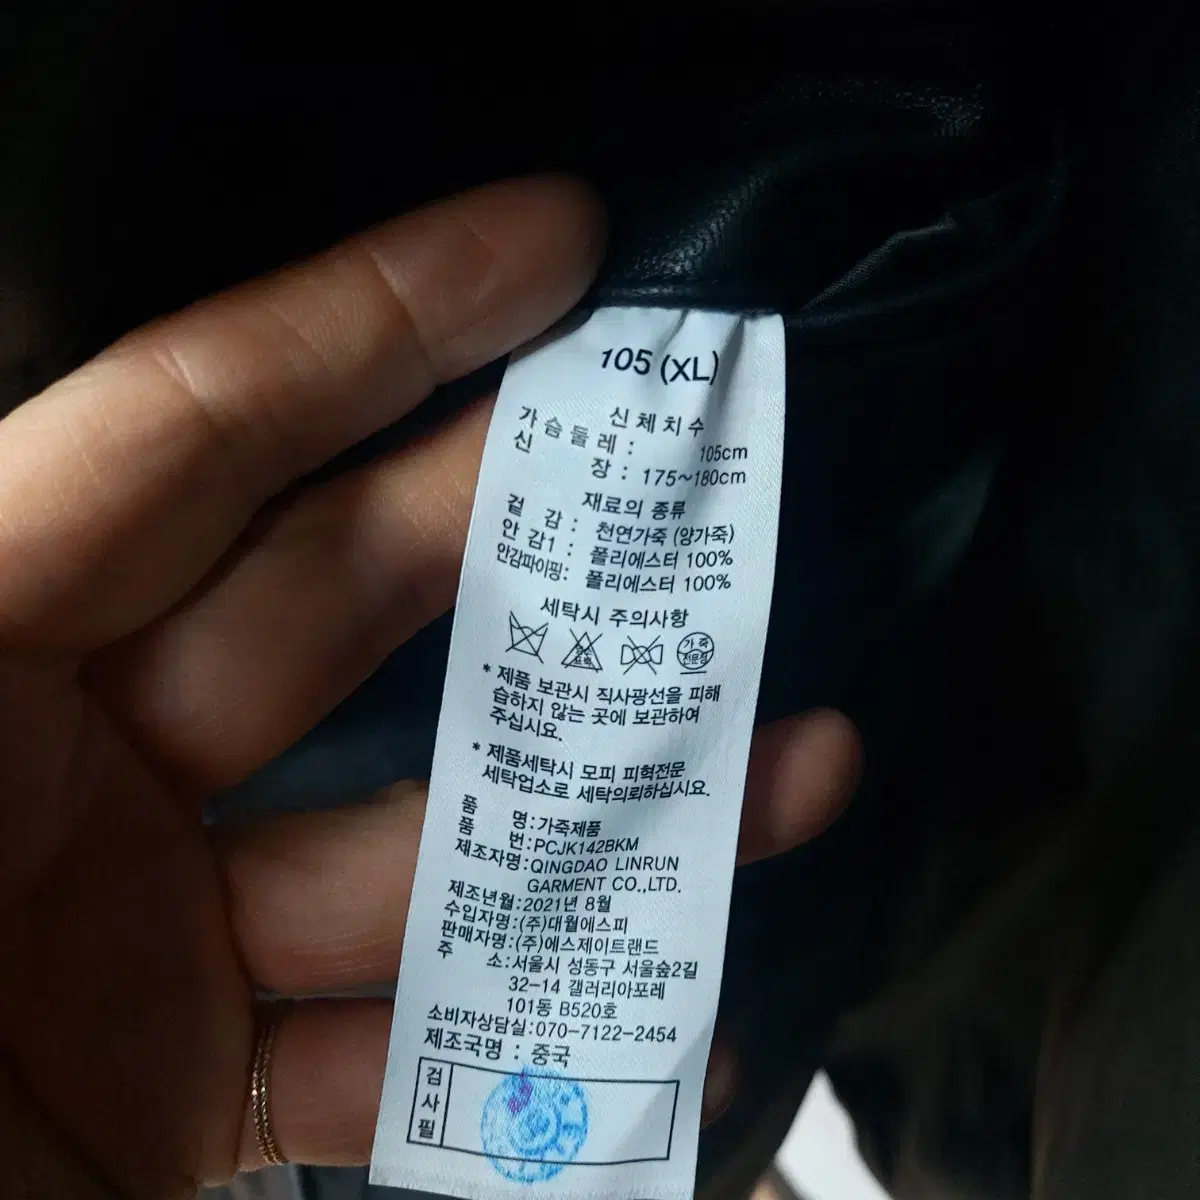 105 (XL)
신체치수
가슴둘레 : 105cm
신 장 : 175~180cm
재료의 종류
겉 감 : 천연가죽 (양가죽)
안 감1 : 폴리에스터 100%
안감파이핑: 폴리에스터 100%
세탁시 주의사항
염소 표백
가죽 전문점
* 제품 보관시 직사광선을 피해
습하지 않는 곳에 보관하여
주십시요.
* 제품세탁시 모피 피혁전문
세탁업소로 세탁의뢰하십시요.
품 명:가죽제품
품 번:PCJK142BKM
제조자명:QINGDAO LINRUN
GARMENT CO.,LTD.
제조년월:2021년 8월
수입자명:(주)대월에스피
판매자명:(주)에스제이트랜드
주 소:서울시 성동구 서울숲2길
32-14 갤러리아포레
101동 B520호
소비자상담실:070-7122-2454
제조국명 : 중국
검사필